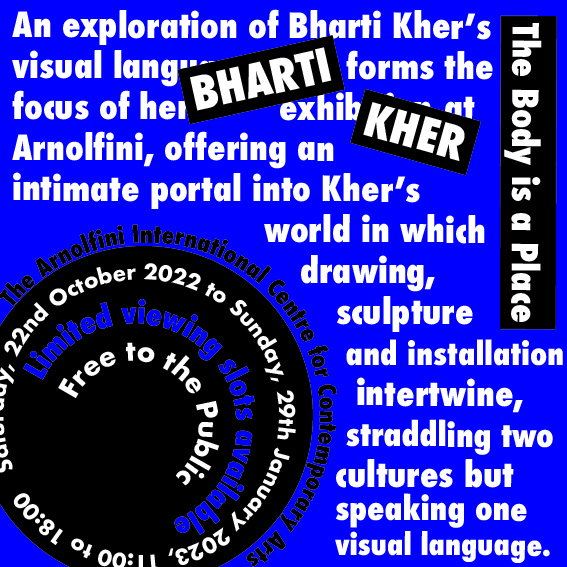 An exploration of Bharti Kher's
visual
forms the
focus of her
at
Arnolfini, offering an
intimate portal into Kher's
world in which
drawing,
sculpture
and installation
intertwine,
straddling two
cultures but
speaking one
visual language.
BHARTI
KHER
The Body is a Place
The Arnolfini International Centre for Contemporary Arts
22nd October 2022 to Sunday, 29th January 2023, 11:00 to 18:00
Limited viewing slots available
Free to the Public